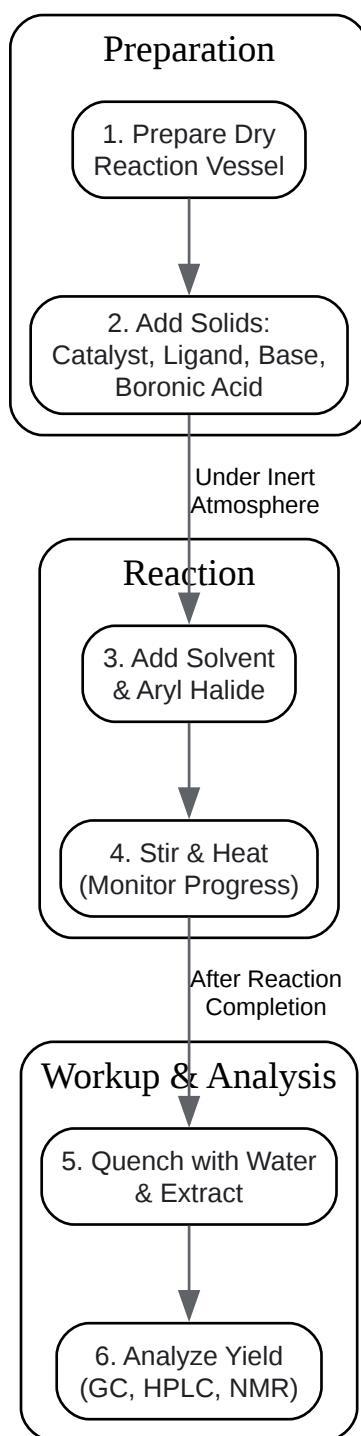 Preparation
1. Prepare Dry
Reaction Vessel
2. Add Solids:
Catalyst, Ligand, Base,
Boronic Acid
Under Inert
Atmosphere
Reaction
3. Add Solvent
& Aryl Halide
4. Stir & Heat
(Monitor Progress)
After Reaction
Completion
Workup & Analysis
5. Quench with Water
& Extract
6. Analyze Yield
(GC, HPLC, NMR)